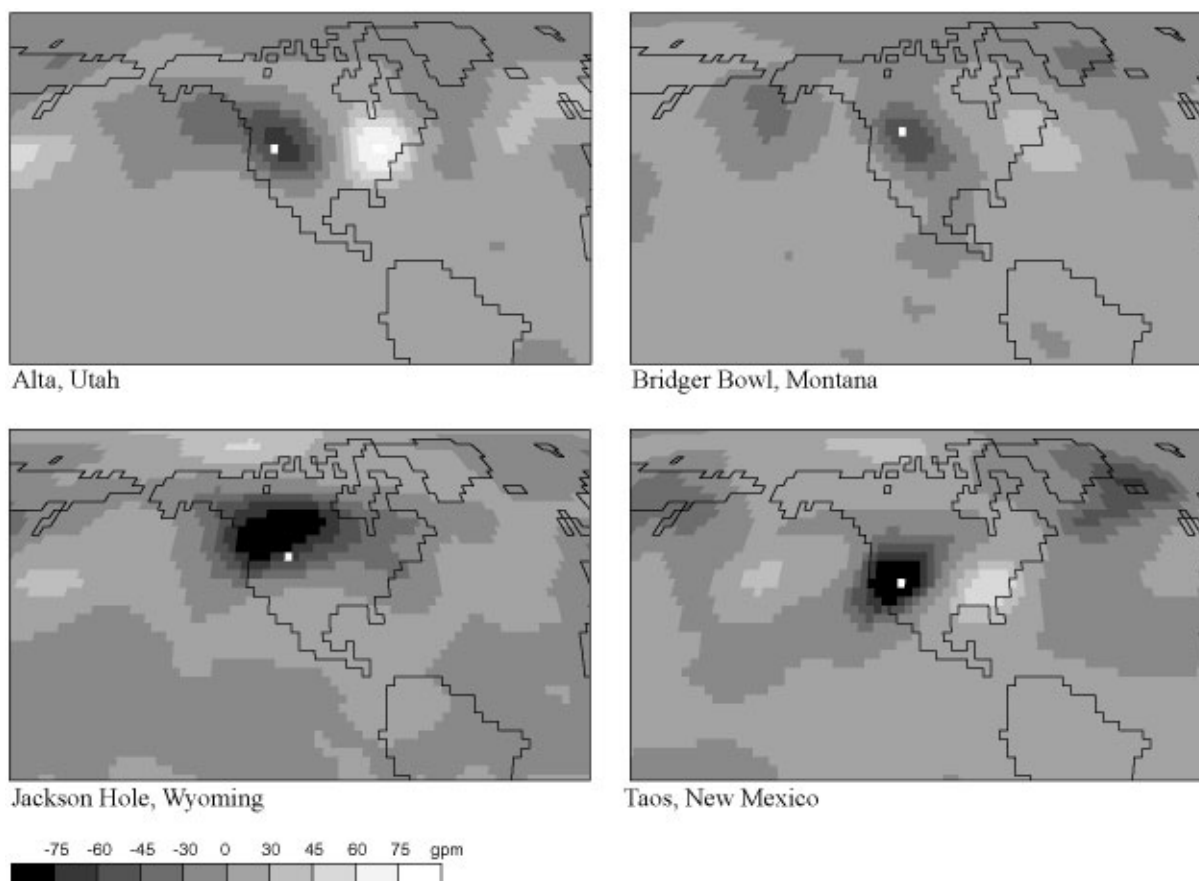 Alta, Utah
Bridger Bowl, Montana
Jackson Hole, Wyoming
Taos, New Mexico
-75 -60 -45 -30 0 30 45 60 75 gpm